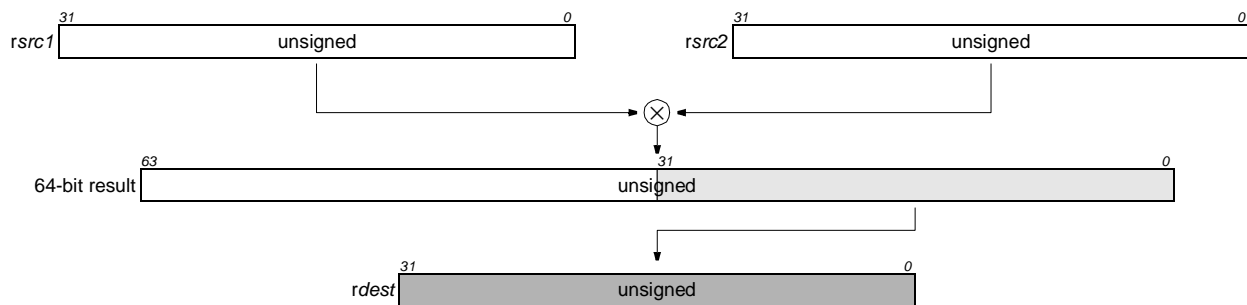 31 0 31 0
rsrc1 unsigned rsrc2 unsigned
63 31 0
64-bit result unsigned
31 0
rdest unsigned